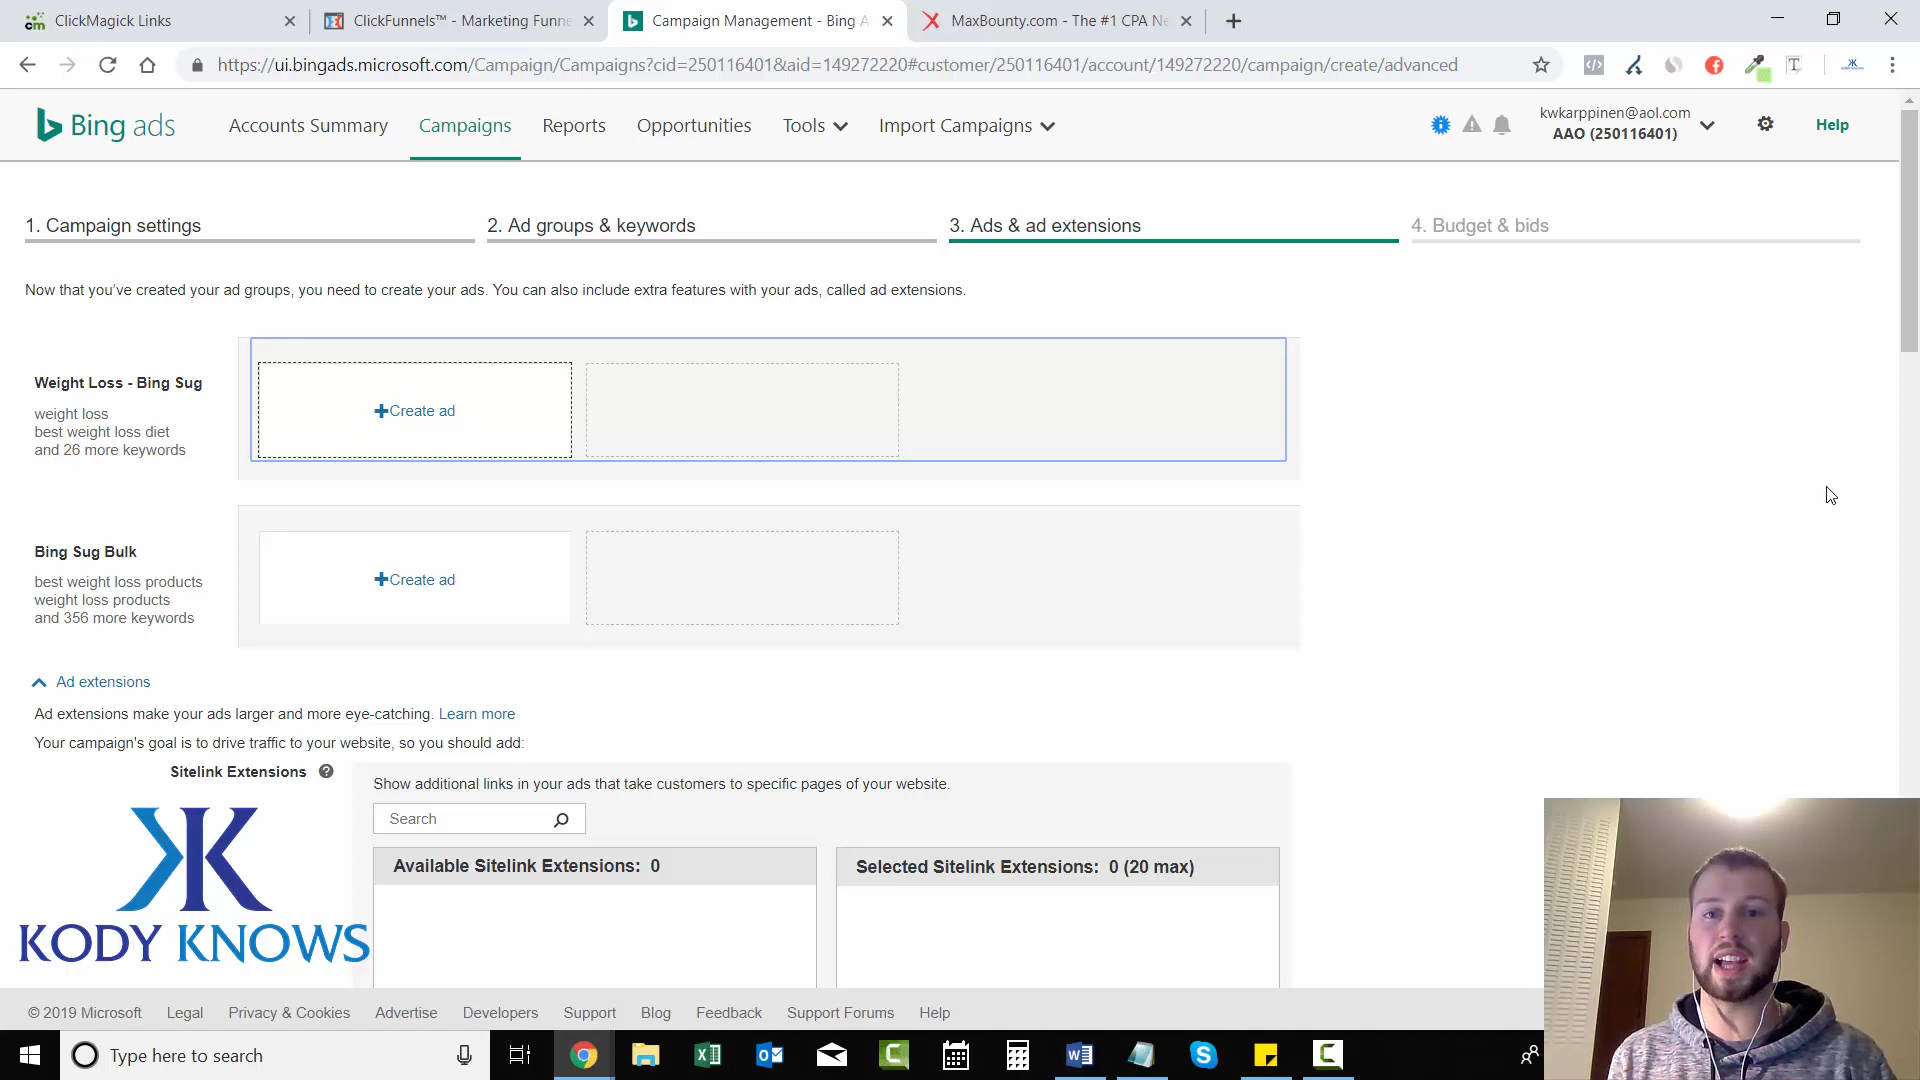 ClickMagick Links
ClickFunnels™ - Marketing Funne
Campaign Management - Bing A
MaxBounty.com - The #1 CPA Ne
https://ui.bingads.microsoft.com/Campaign/Campaigns?cid=250116401&aid=149272220#customer/250116401/account/149272220/campaign/create/advanced
Bing ads
Accounts Summary
Campaigns
Reports
Opportunities
Tools
Import Campaigns
kwkarppinen@aol.com
AAO (250116401)
Help
1. Campaign settings
2. Ad groups & keywords
3. Ads & ad extensions
4. Budget & bids
Now that you've created your ad groups, you need to create your ads. You can also include extra features with your ads, called ad extensions.
Weight Loss - Bing Sug
weight loss
best weight loss diet
and 26 more keywords
Create ad
Bing Sug Bulk
best weight loss products
weight loss products
and 356 more keywords
Create ad
Ad extensions
Ad extensions make your ads larger and more eye-catching. Learn more
Your campaign's goal is to drive traffic to your website, so you should add:
Sitelink Extensions
Show additional links in your ads that take customers to specific pages of your website.
Search
Available Sitelink Extensions: 0
Selected Sitelink Extensions: 0 (20 max)
KK
KODY KNOWS
© 2019 Microsoft
Legal
Privacy & Cookies
Advertise
Developers
Support
Blog
Feedback
Support Forums
Help
Type here to search